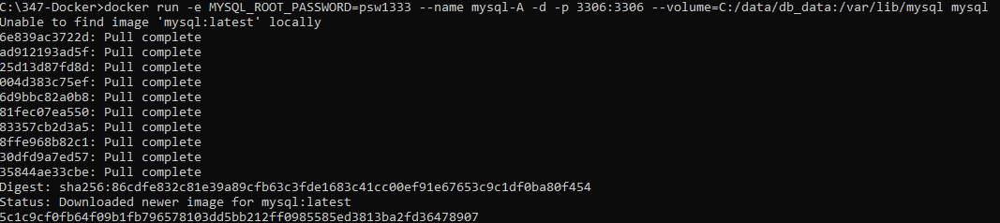 C:\347-Docker>docker run -e MYSQL_ROOT_PASSWORD=psw1333 --name mysql-A -d -p 3306:3306 --volume=C:/data/db_data:/var/lib/mysql mysql
Unable to find image 'mysql:latest' locally
6e839ac3722d: Pull complete
ad912193ad5f: Pull complete
25d13d87fd8d: Pull complete
004d383c75ef: Pull complete
6d9bbc82a0b8: Pull complete
81fec07ea550: Pull complete
83357cb2d3a5: Pull complete
8ffe968b82c1: Pull complete
30dfd9a7ed57: Pull complete
35844ae33cbe: Pull complete
Digest: sha256:86cdfe832c81e39a89cfb63c3fde1683c41cc00ef91e67653c9c1df0ba80f454
Status: Downloaded newer image for mysql:latest
5c1c9cf0fb64f09b1fb796578103dd5bb212ff0985585ed3813ba2fd36478907